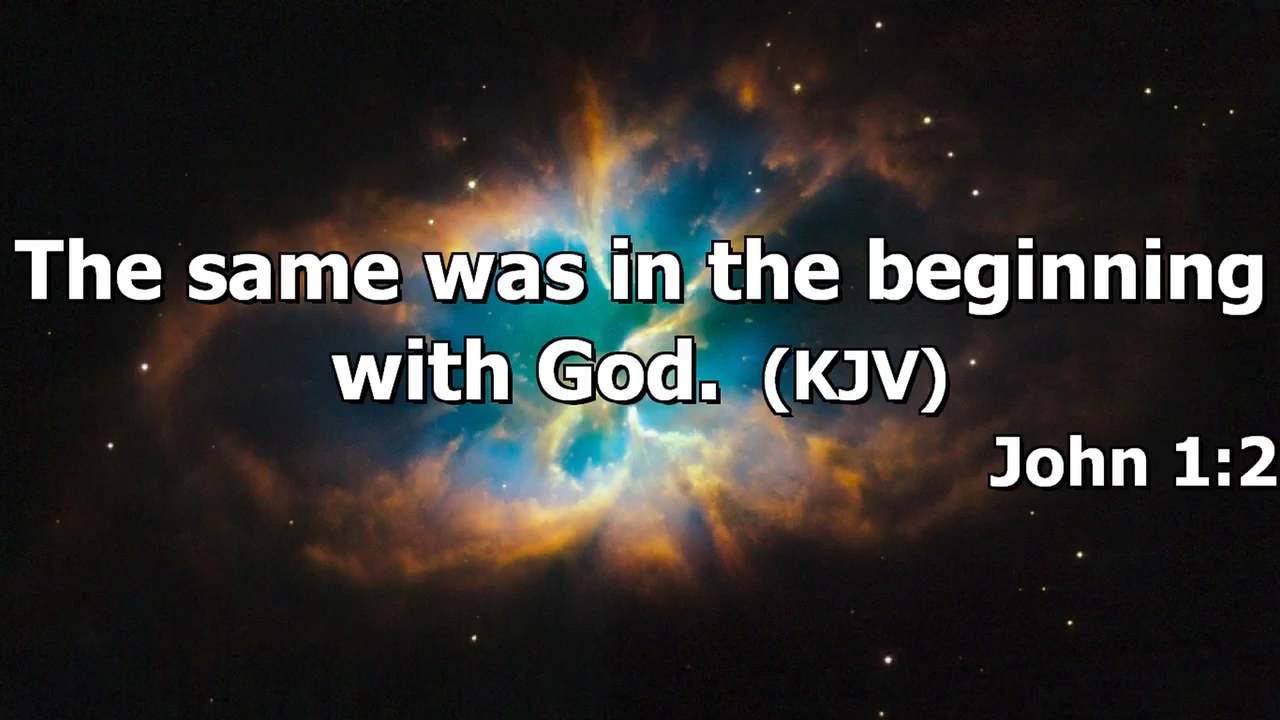 The same was in the beginning
with God. (KJV)
John 1:2